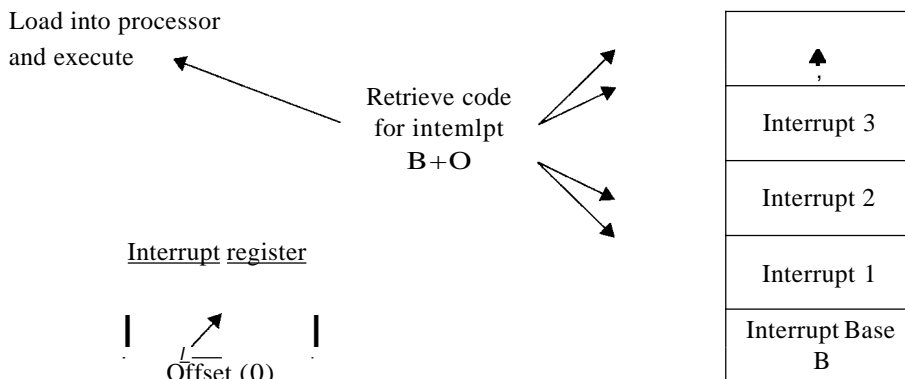 Load into processor
and execute
Retrieve code
for intemlpt
B+O
Interrupt 3
Interrupt 2
Interrupt 1
Interrupt Base
B
Interrupt register
Offset (0)